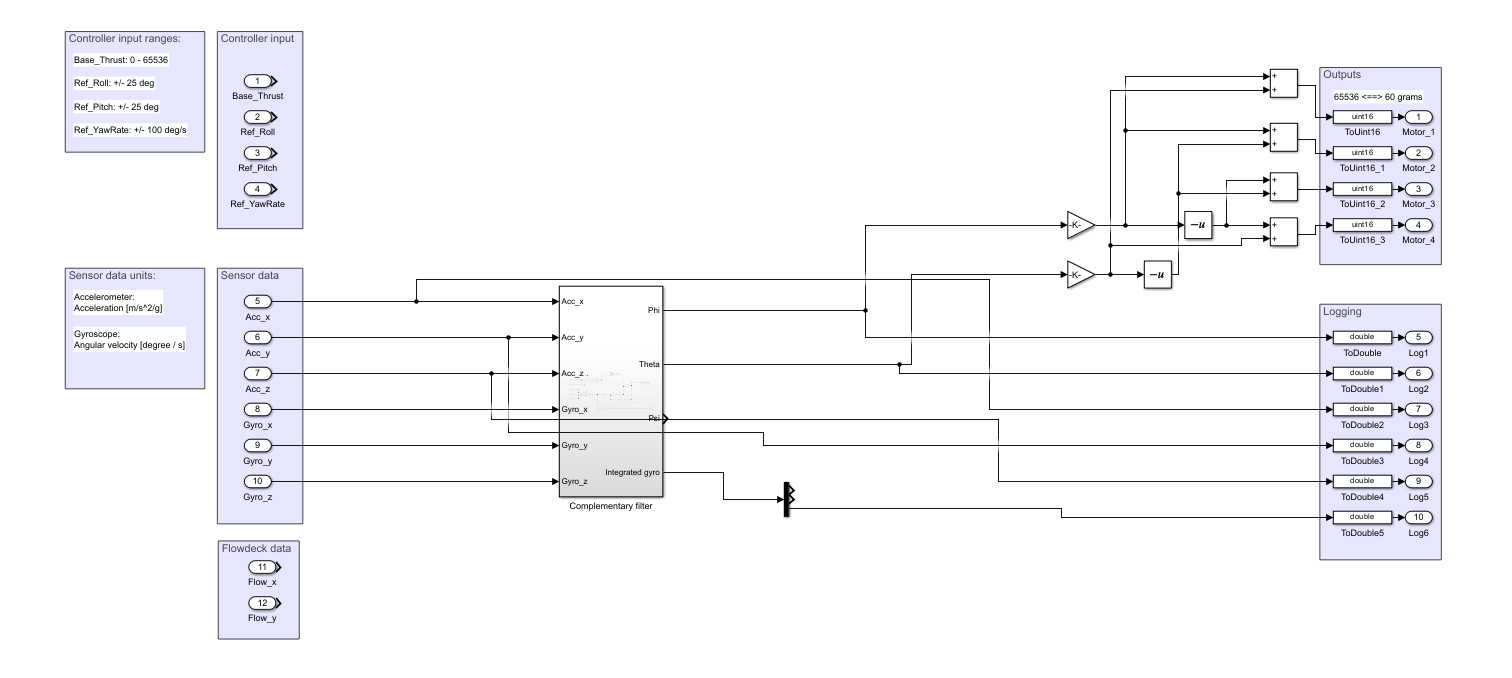 Controller input ranges:
Base_Thrust: 0 - 65536
Ref_Roll: +/- 25 deg
Ref_Pitch: +/- 25 deg
Ref_YawRate: +/- 100 deg/s
Controller input
1
Base_Thrust
2
Ref_Roll
3
Ref_Pitch
4
Ref_YawRate
Sensor data units:
Accelerometer:
Acceleration [m/s^2/g]
Gyroscope:
Angular velocity [degree / s]
Sensor data
5
Acc_x
6
Acc_y
7
Acc_z
8
Gyro_x
9
Gyro_y
10
Gyro_z
Flowdeck data
11
Flow_x
12
Flow_y
Acc_x
Acc_y
Acc_z
Gyro_x
Gyro_y
Gyro_z
Phi
Theta
Psi
Integrated gyro
Complementary filter
-K-
-K-
-u
-u
+
+
+
+
+
+
+
+
Outputs
65536 <==> 60 grams
uint16
1
ToUint16
Motor_1
uint16
2
ToUint16_1
Motor_2
uint16
3
ToUint16_2
Motor_3
uint16
4
ToUint16_3
Motor_4
Logging
double
5
ToDouble
Log1
double
6
ToDouble1
Log2
double
7
ToDouble2
Log3
double
8
ToDouble3
Log4
double
9
ToDouble4
Log5
double
10
ToDouble5
Log6